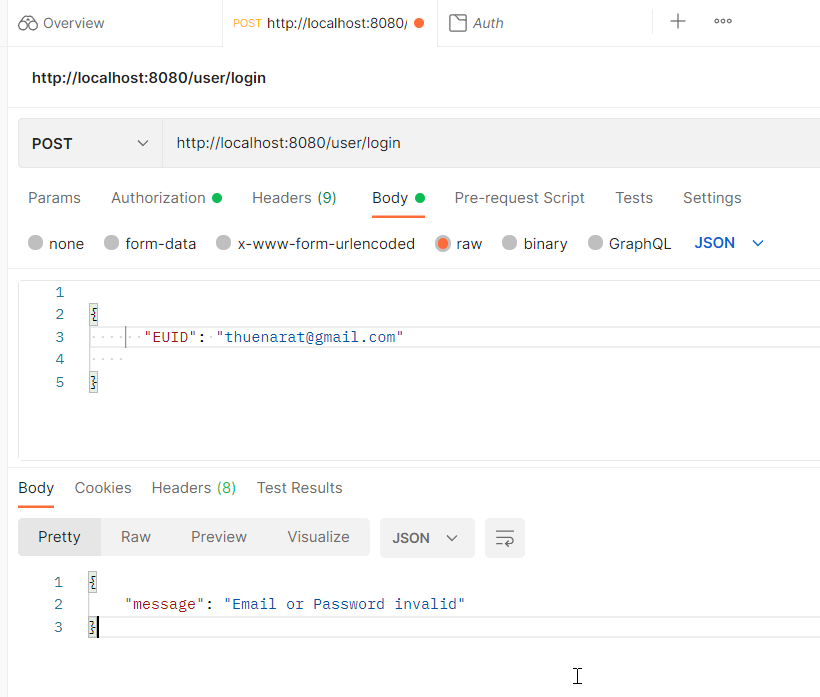 Overview POST http://localhost:8080/ Auth
http://localhost:8080/user/login
POST http://localhost:8080/user/login
Params Authorization Headers (9) Body Pre-request Script Tests Settings
none form-data x-www-form-urlencoded raw binary GraphQL JSON
1
2 {
3 "EUID": "thuenarat@gmail.com"
4
5 }
Body Cookies Headers (8) Test Results
Pretty Raw Preview Visualize JSON
1 {
2 "message": "Email or Password invalid"
3 }